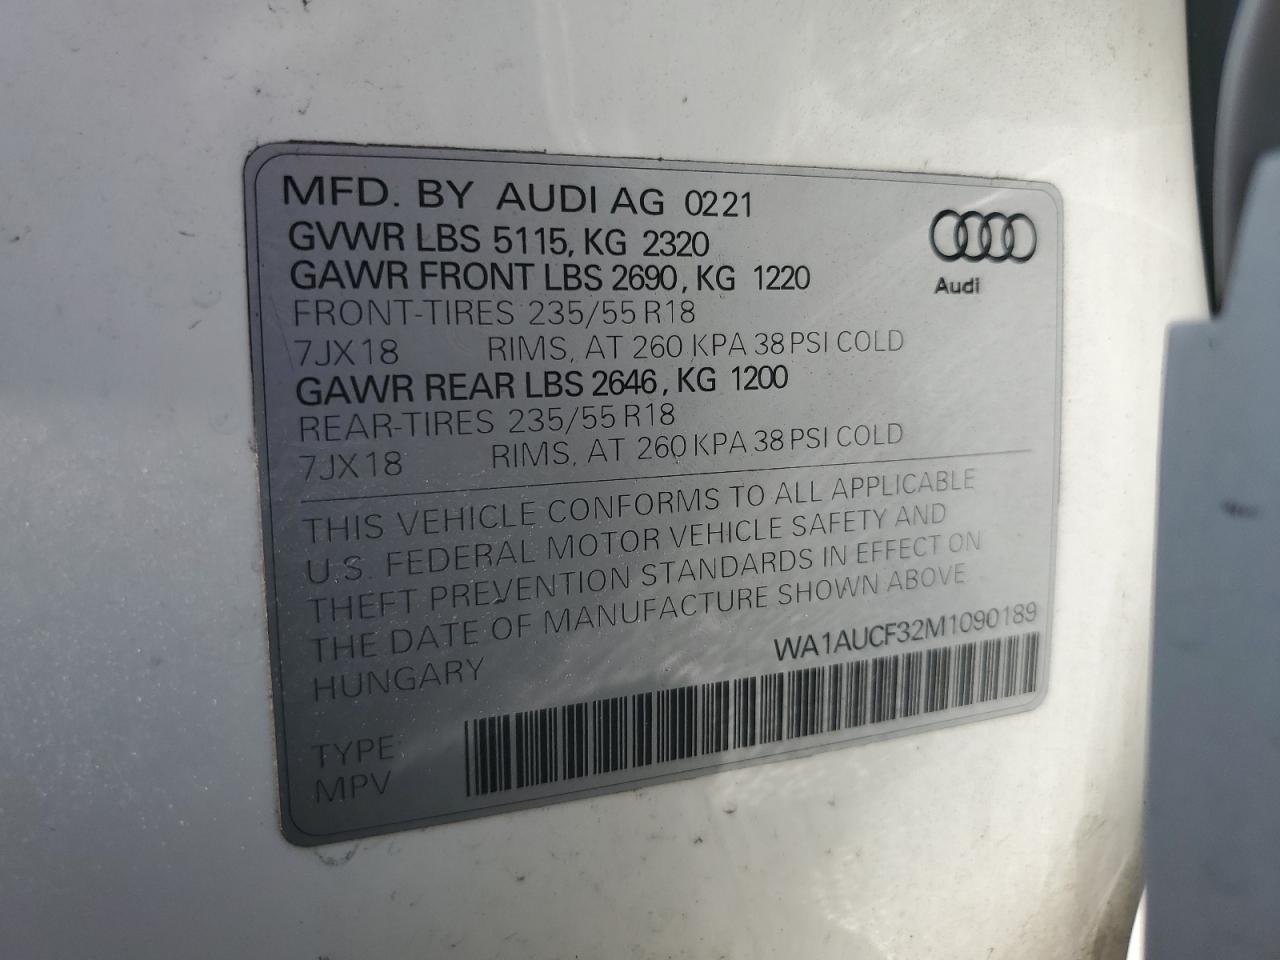 MFD. BY AUDI AG 0221
GVWR LBS 5115, KG 2320
GAWR FRONT LBS 2690, KG 1220
FRONT-TIRES 235/55 R18
7JX18 RIMS, AT 260 KPA 38 PSI COLD
GAWR REAR LBS 2646, KG 1200
REAR-TIRES 235/55 R18
7JX18 RIMS, AT 260 KPA 38 PSI COLD
Audi
THIS VEHICLE CONFORMS TO ALL APPLICABLE
U.S. FEDERAL MOTOR VEHICLE SAFETY AND
THEFT PREVENTION STANDARDS IN EFFECT ON
THE DATE OF MANUFACTURE SHOWN ABOVE
HUNGARY WA1AUCF32M1090189
TYPE:
MPV